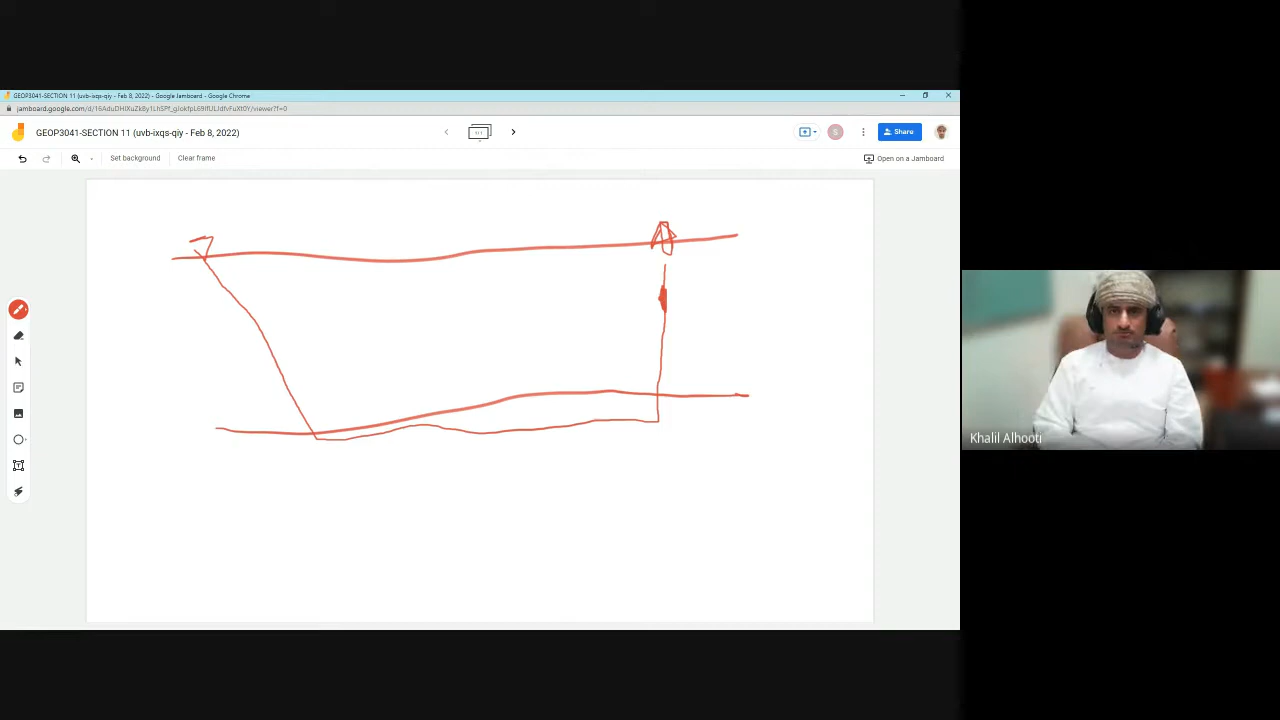 GEOP3041-SECTION 11 (uvb-ixqs-qiy - Feb 8, 2022) - Google Jamboard - Google Chrome
GEOP3041-SECTION 11 (uvb-ixqs-qiy - Feb 8, 2022)
S
Share
Set background
Clear frame
Open on a Jamboard
Khalil Alhooti